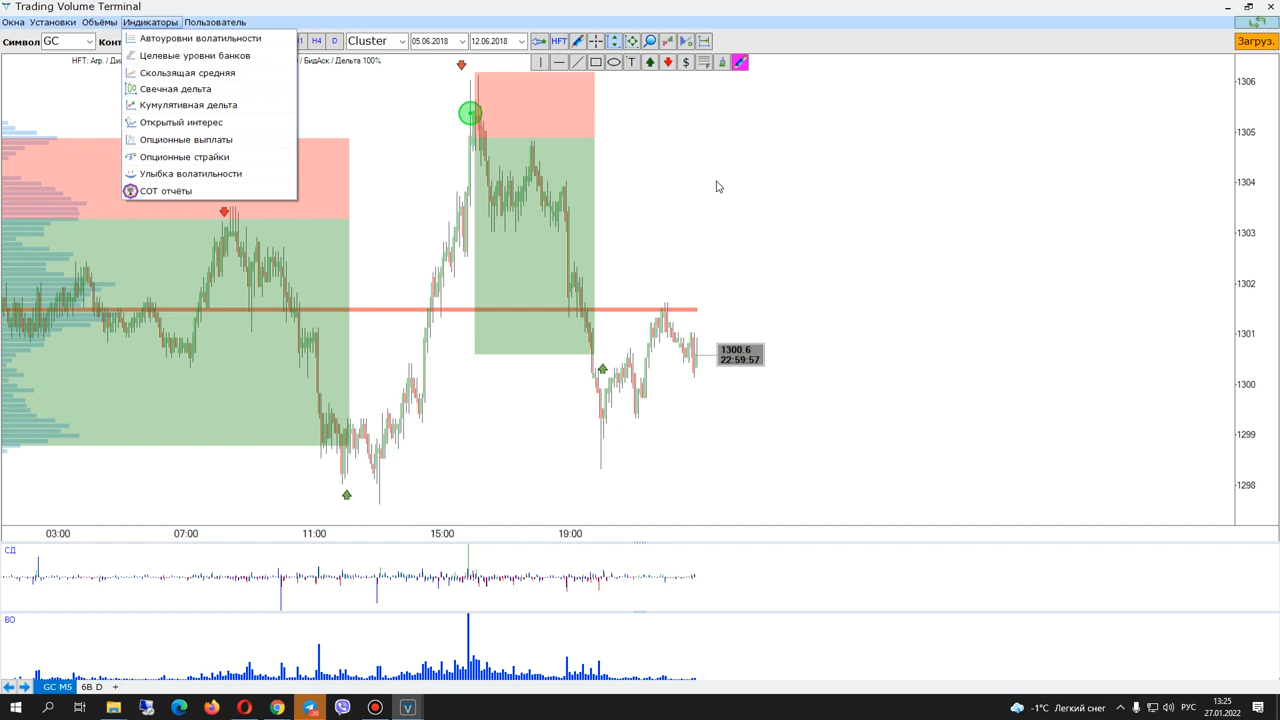 Trading Volume Terminal
Окна Установки Объёмы Индикаторы Пользователь
Символ GC Конт H4 D Cluster 05.06.2018 12.06.2018 HFT Загруз.
HFT: Агр. / Ди / БидАск / Дельта 100%
Автоуровни волатильности
Целевые уровни банков
Скользящая средняя
Свечная дельта
Кумулятивная дельта
Открытый интерес
Опционные выплаты
Опционные страйки
Улыбка волатильности
СОТ отчёты
1306
1305
1304
1303
1302
1301
1300
1299
1298
1300.6
22:59:57
03:00 07:00 11:00 15:00 19:00
СД
ВО
GC M5 6B D +
20
-1°C Легкий снег РУС 13:25
27.01.2022